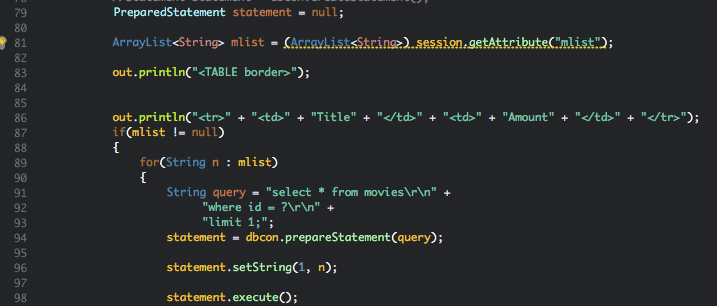 79 PreparedStatement statement = null;
80
81 ArrayList<String> mlist = (ArrayList<String>) session.getAttribute("mlist");
82
83 out.println("<TABLE border>");
84
85
86 out.println("<tr>" + "<td>" + "Title" + "</td>" + "<td>" + "Amount" + "</td>" + "</tr>");
87 if(mlist != null)
88 {
89 for(String n : mlist)
90 {
91 String query = "select * from movies\r\n" +
92 "where id = ?\r\n" +
93 "limit 1;";
94 statement = dbcon.prepareStatement(query);
95
96 statement.setString(1, n);
97
98 statement.execute();